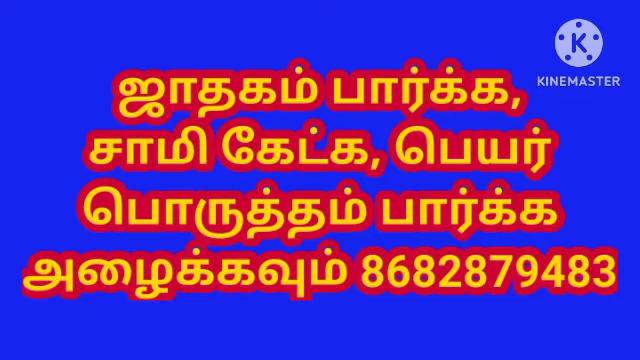 KINEMASTER
ஜாதகம் பார்க்க,
சாமி கேட்க, பெயர்
பொருத்தம் பார்க்க
அழைக்கவும் 8682879483